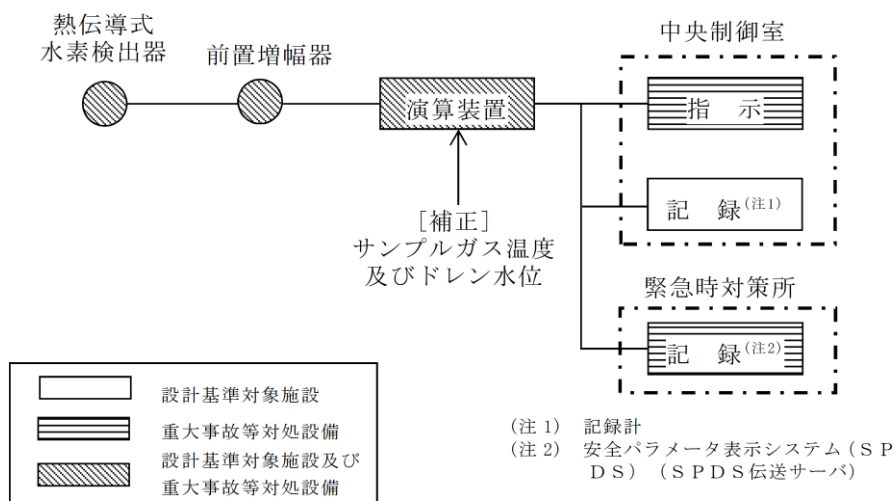 熱伝導式
水素検出器
前置増幅器
中央制御室
演算装置
指 示
記 録(注1)
[補正]
サンプルガス温度
及びドレン水位
緊急時対策所
記 録(注2)
設計基準対象施設
重大事故等対処設備
設計基準対象施設及び
重大事故等対処設備
(注 1) 記録計
(注 2) 安全パラメータ表示システム(SP
DS)(SPDS伝送サーバ)